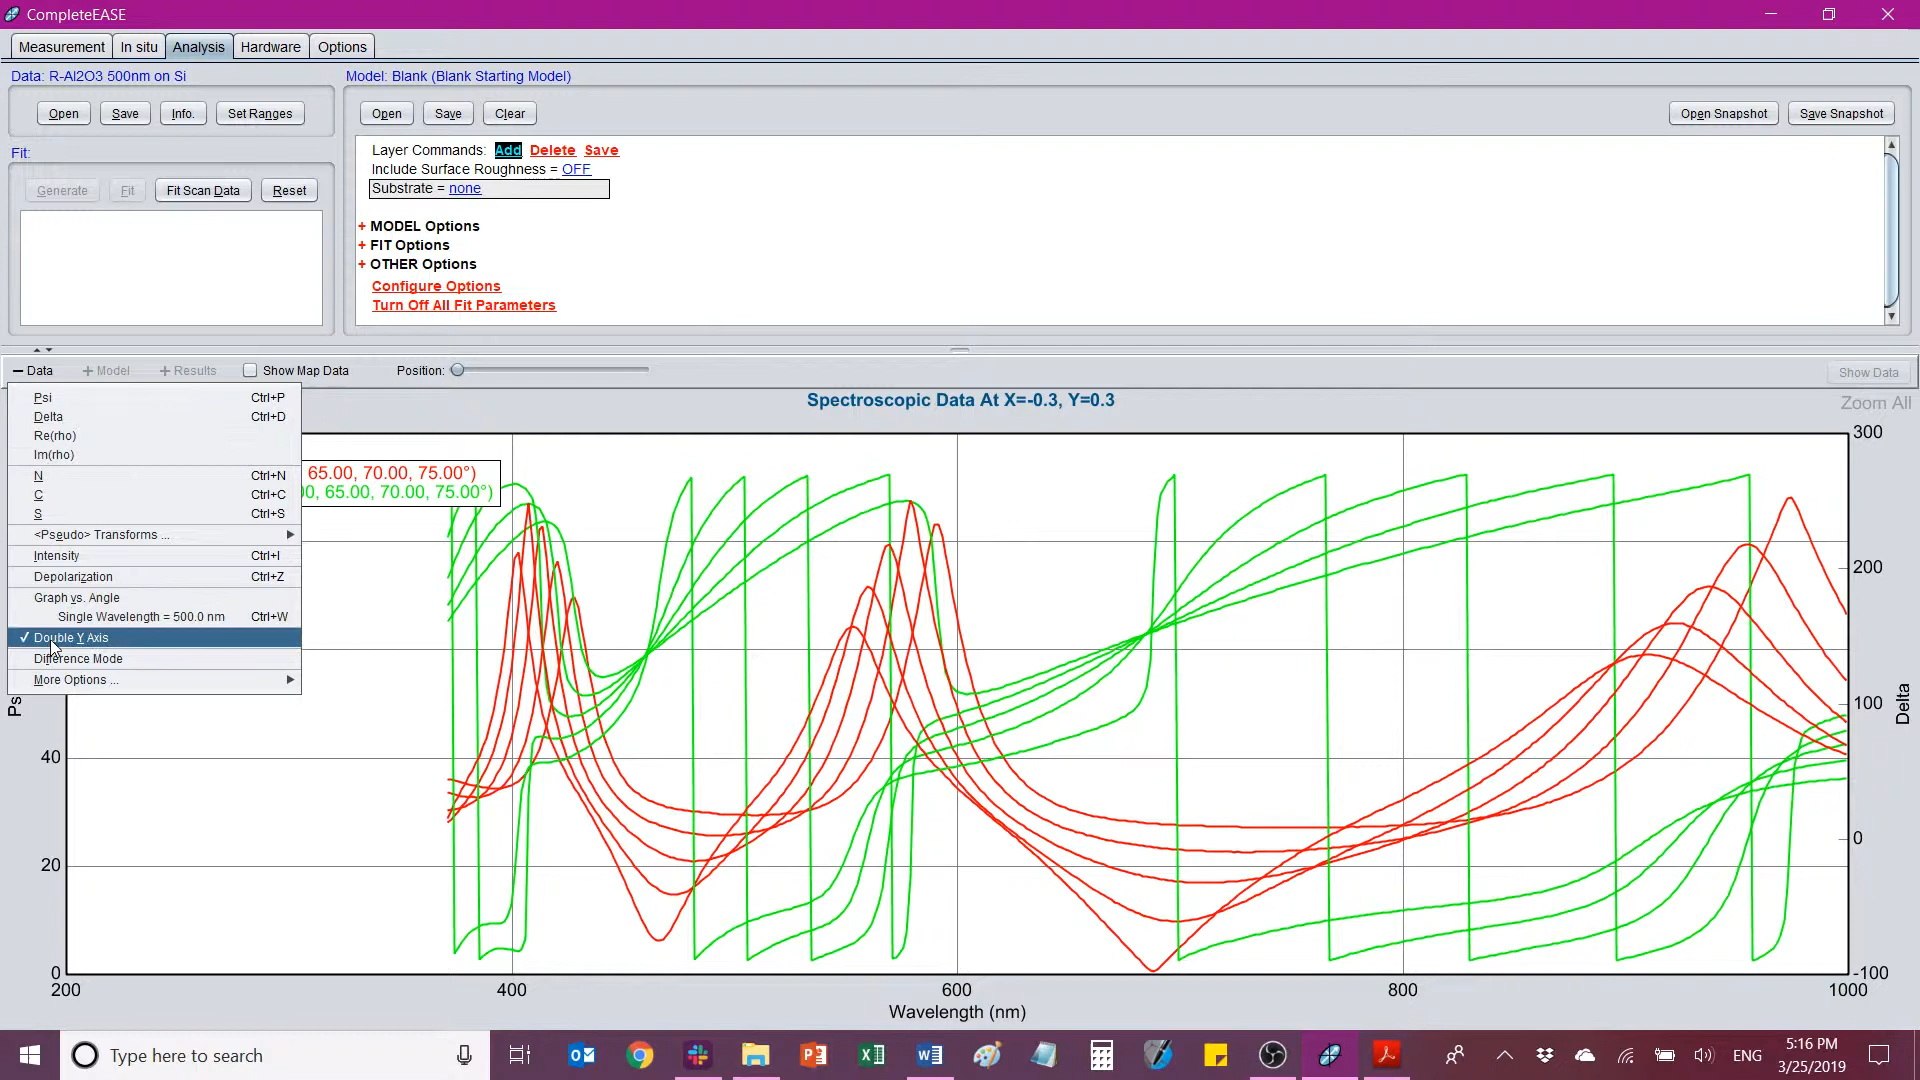 CompleteEASE
Measurement In situ Analysis Hardware Options
Data: R-Al2O3 500nm on Si
Open Save Info. Set Ranges
Fit:
Generate Fit Fit Scan Data Reset
Model: Blank (Blank Starting Model)
Open Save Clear
Open Snapshot Save Snapshot
Layer Commands: Add Delete Save
Include Surface Roughness = OFF
Substrate = none
+ MODEL Options
+ FIT Options
+ OTHER Options
Configure Options
Turn Off All Fit Parameters
Data + Model + Results Show Map Data Position: Show Data
Psi Ctrl+P
Delta Ctrl+D
Re(rho)
Im(rho)
N Ctrl+N
C Ctrl+C
S Ctrl+S
<Pseudo> Transforms ...
Intensity Ctrl+I
Depolarization Ctrl+Z
Graph vs. Angle
Single Wavelength = 500.0 nm Ctrl+W
✓ Double Y Axis
Difference Mode
More Options ...
Spectroscopic Data At X=-0.3, Y=0.3
Zoom All
65.00, 70.00, 75.00°)
00, 65.00, 70.00, 75.00°)
Ps
40
20
0
300
200
100
0
-100
Delta
200 400 600 800 1000
Wavelength (nm)
Type here to search
ENG
5:16 PM
3/25/2019